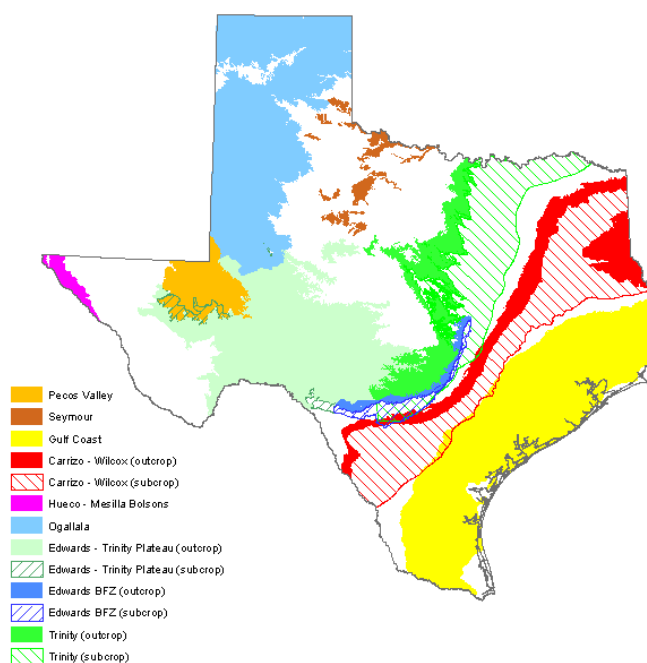 Pecos Valley
Seymour
Gulf Coast
Carrizo - Wilcox (outcrop)
Carrizo - Wilcox (subcrop)
Hueco - Mesilla Bolsons
Ogallala
Edwards - Trinity Plateau (outcrop)
Edwards - Trinity Plateau (subcrop)
Edwards BFZ (outcrop)
Edwards BFZ (subcrop)
Trinity (outcrop)
Trinity (subcrop)